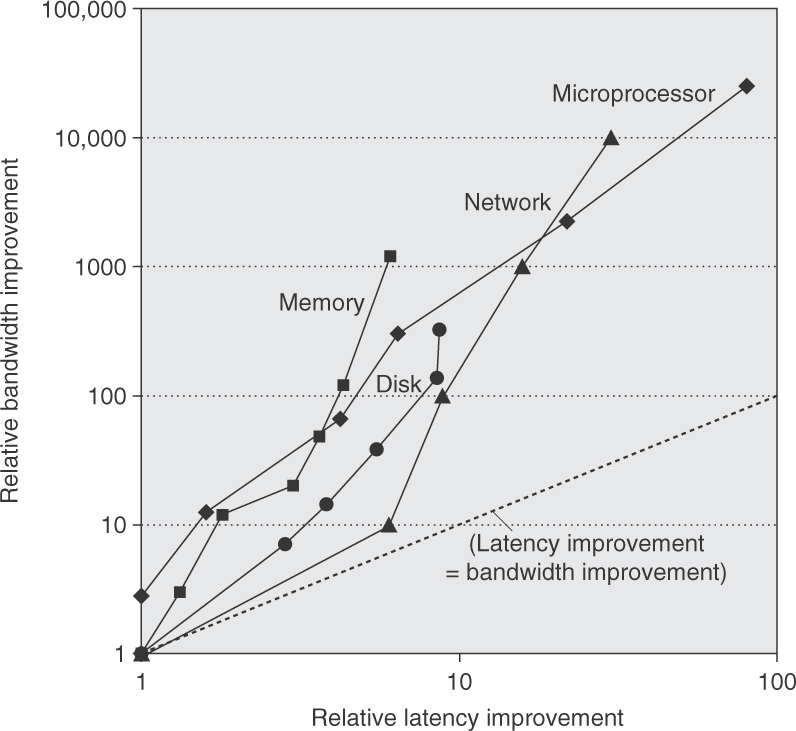 100,000
10,000
1000
100
10
1
Relative bandwidth improvement
Microprocessor
Network
Memory
Disk
(Latency improvement
= bandwidth improvement)
1
10
100
Relative latency improvement